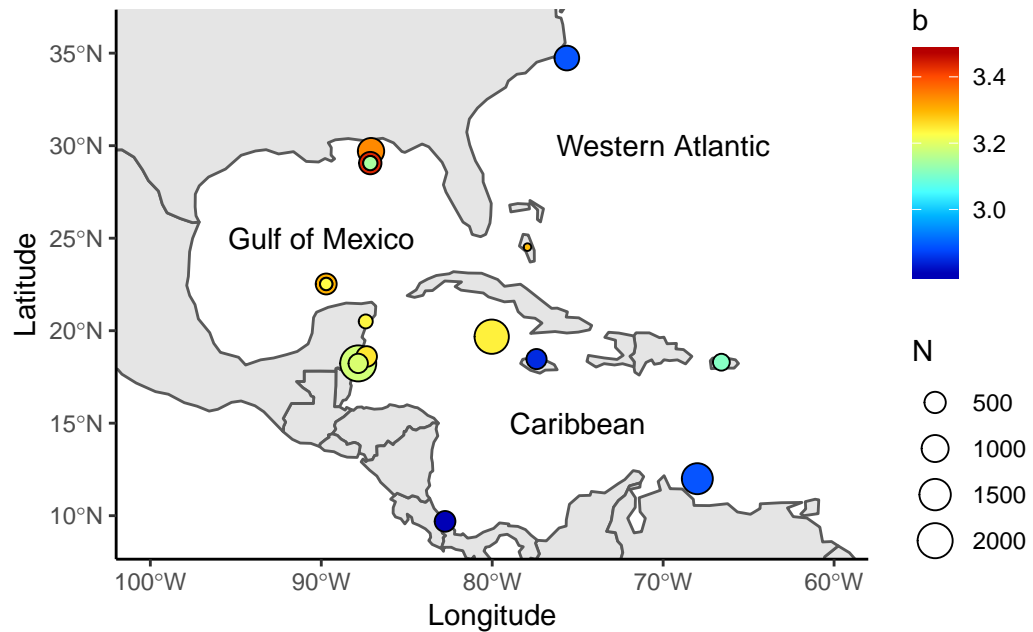 b
35°N
3.4
30°N
Western Atlantic
3.2
3.0
25°N
Gulf of Mexico
Latitude
20°N
N
500
15°N
Caribbean
1000
1500
10°N
2000
100°W
90°W
80°W
70°W
60°W
Longitude